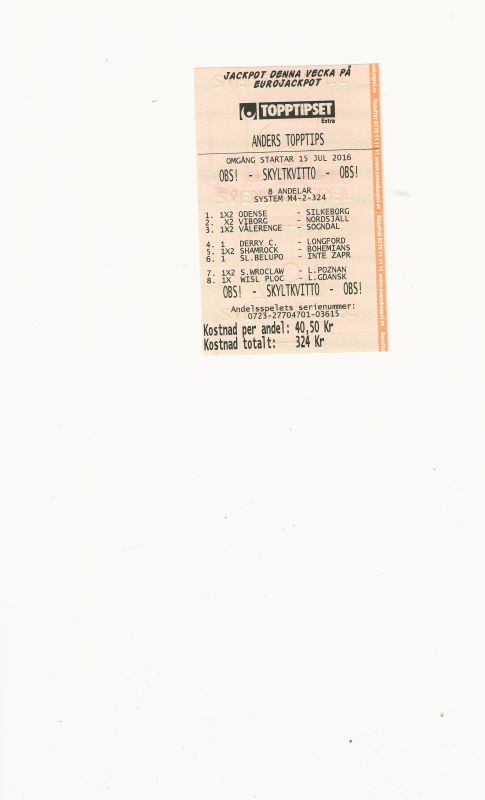 JACKPOT DENNA VECKA PÅ
EUROJACKPOT
TOPPTIPSET
Extra
ANDERS TOPPTIPS
OMGÅNG STARTAR 15 JUL 2016
OBS! - SKYLTKVITTO - OBS!
8 ANDELAR
SYSTEM M4-2-324
1. 1X2 ODENSE - SILKEBORG
2. X2 VIBORG - NORDSJÄLL
3. 1X2 VÅLERENGE - SOGNDAL
4. 1 DERRY C. - LONGFORD
5. 1X2 SHAMROCK - BOHEMIANS
6. 1 SL.BELUPO - INTE ZAPR
7. 1X2 S.WROCLAW - L.POZNAN
8. 1X WISL PLOC - L.GDANSK
OBS! - SKYLTKVITTO - OBS!
Andelsspelets serienummer:
0723-27704701-03615
Kostnad per andel: 40,50 Kr
Kostnad totalt: 324 Kr